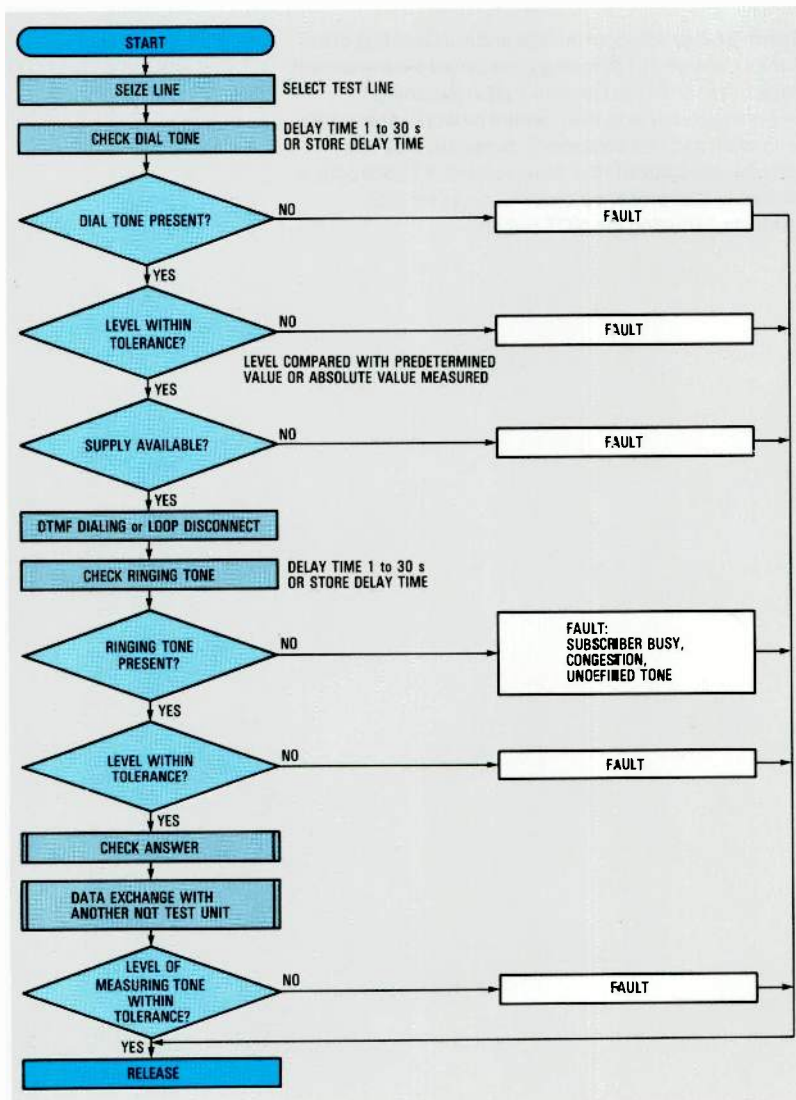 START
SEIZE LINE
SELECT TEST LINE
CHECK DIAL TONE
DELAY TIME 1 to 30 s
OR STORE DELAY TIME
DIAL TONE PRESENT?
NO
FAULT
YES
LEVEL WITHIN
TOLERANCE?
NO
FAULT
LEVEL COMPARED WITH PREDETERMINED
VALUE OR ABSOLUTE VALUE MEASURED
YES
SUPPLY AVAILABLE?
NO
FAULT
YES
DTMF DIALING or LOOP DISCONNECT
CHECK RINGING TONE
DELAY TIME 1 to 30 s
OR STORE DELAY TIME
RINGING TONE
PRESENT?
NO
FAULT:
SUBSCRIBER BUSY,
CONGESTION,
UNDEFINED TONE
YES
LEVEL WITHIN
TOLERANCE?
NO
FAULT
YES
CHECK ANSWER
DATA EXCHANGE WITH
ANOTHER NOT TEST UNIT
LEVEL OF
MEASURING TONE
WITHIN
TOLERANCE?
NO
FAULT
YES
RELEASE